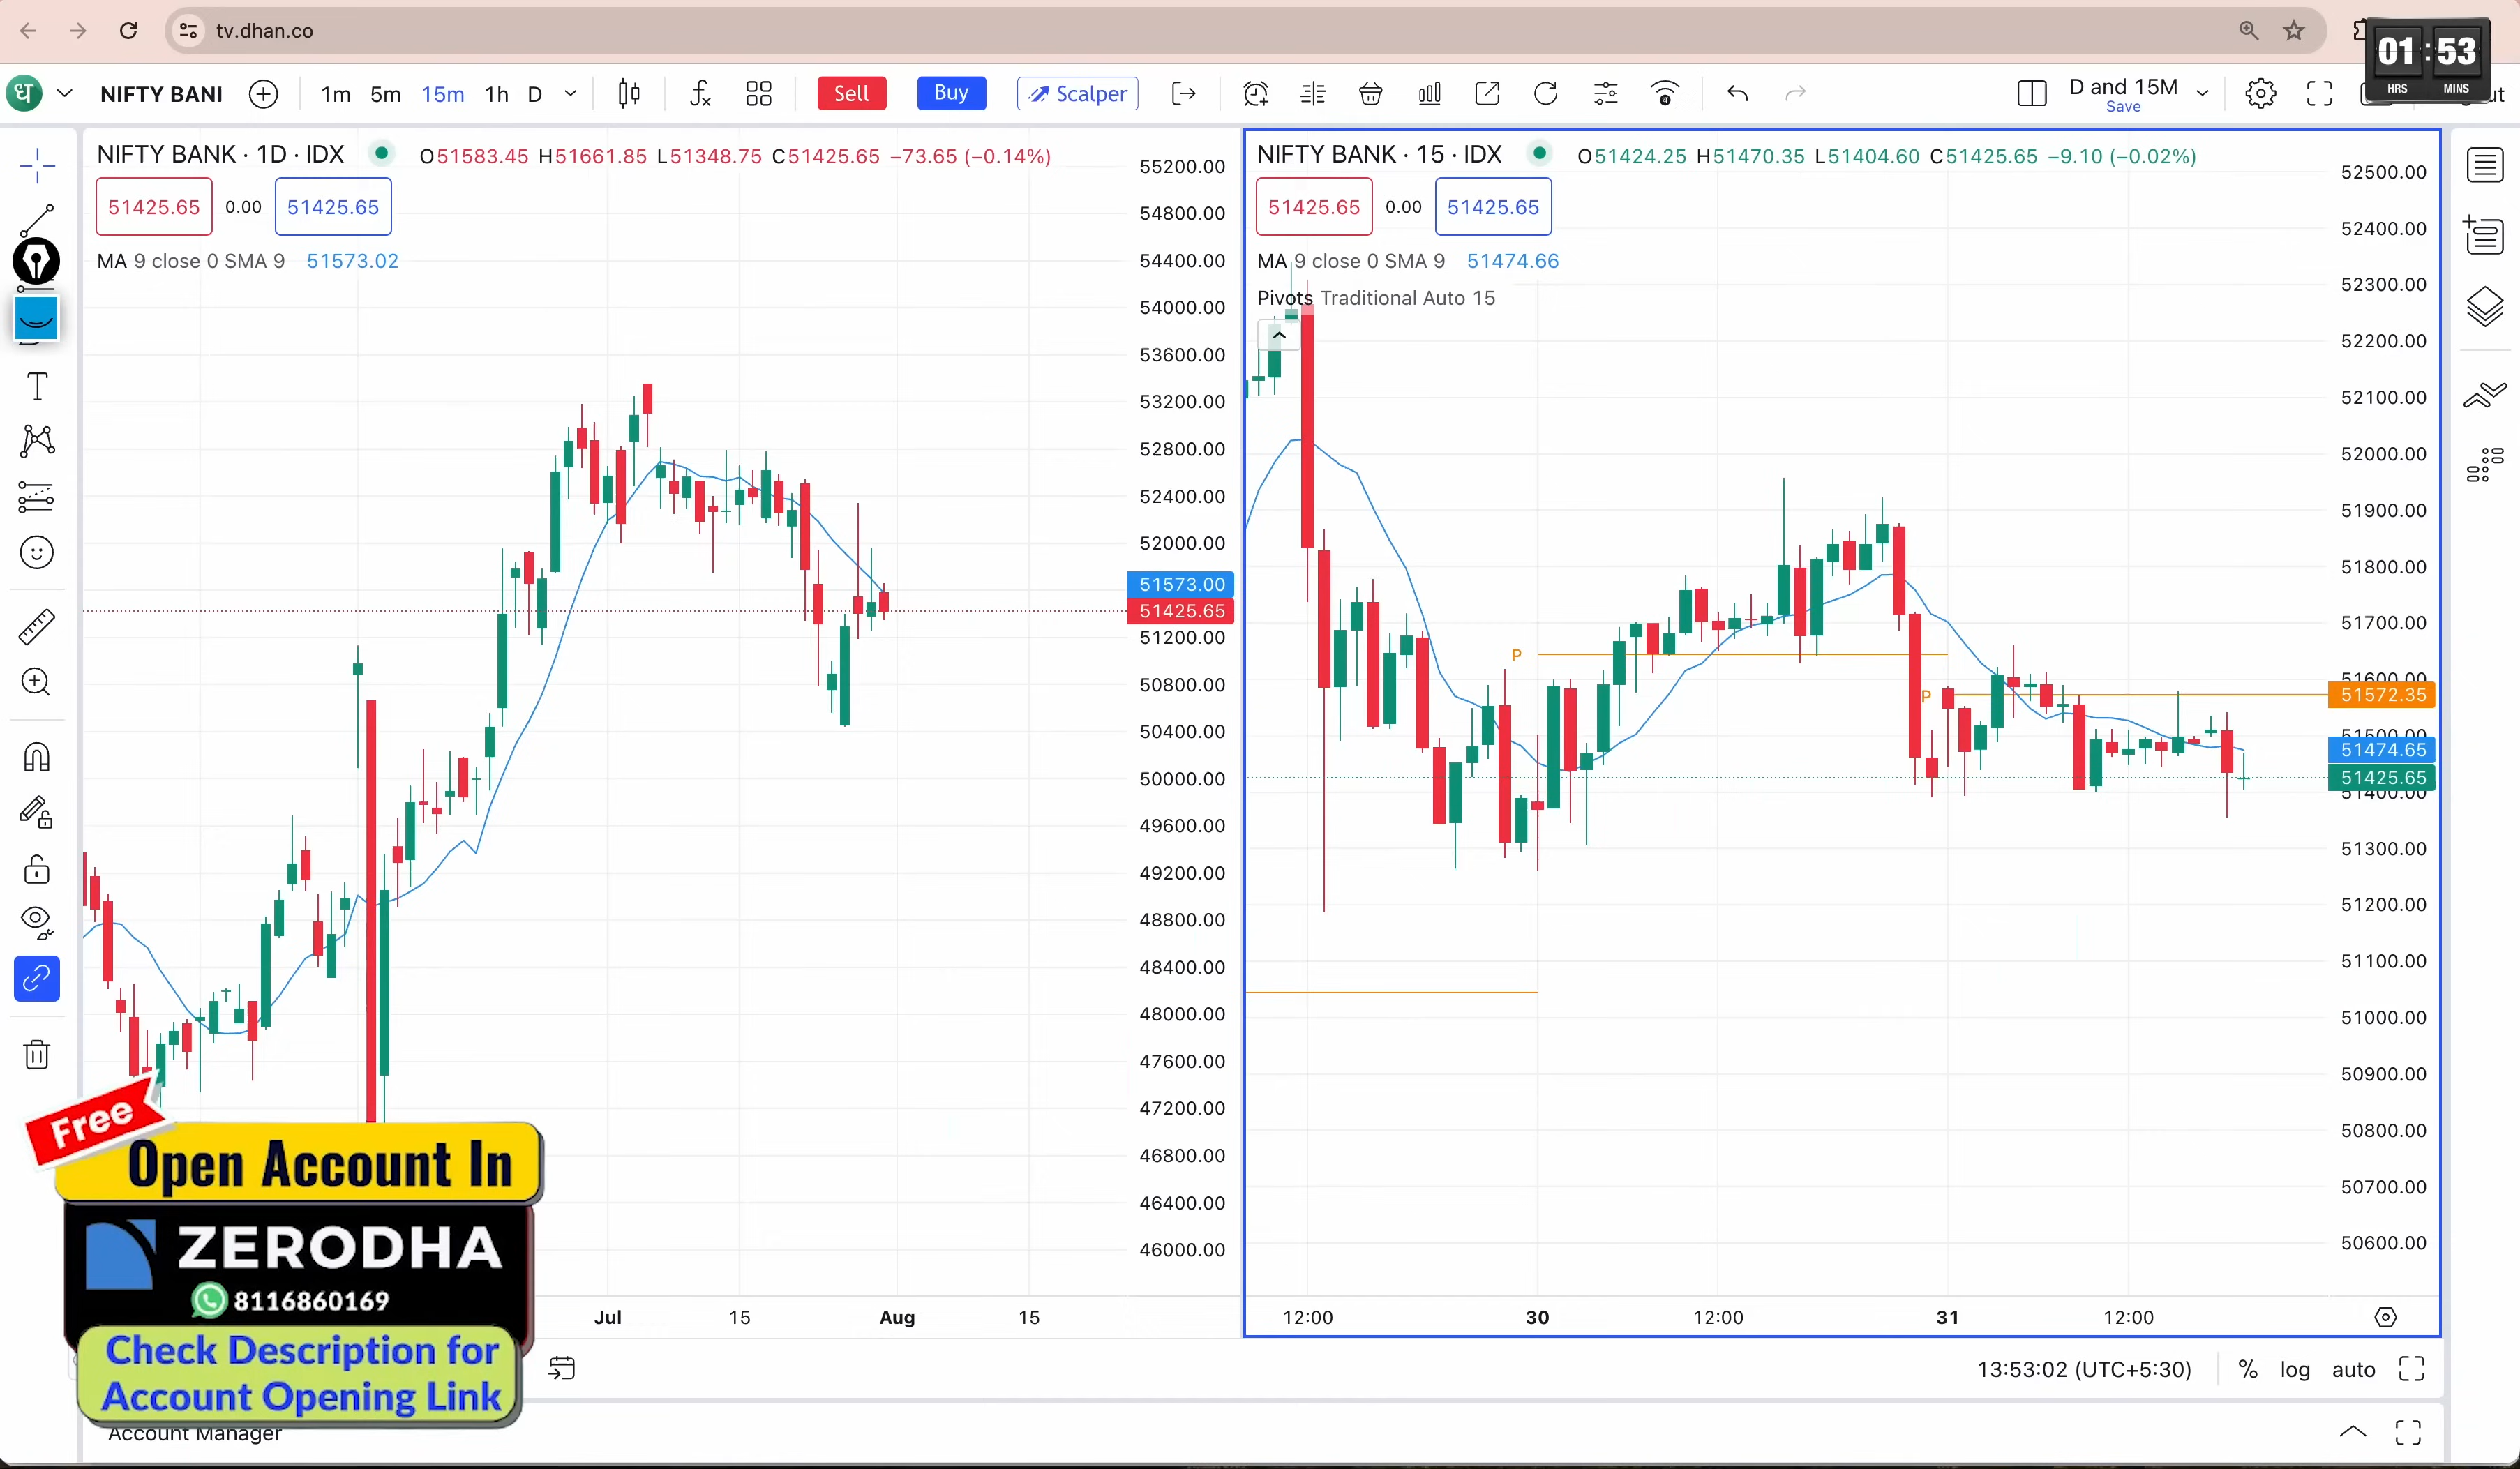 tv.dhan.co
01:53
HRS MINS
NIFTY BANI
1m 5m 15m 1h D
Sell Buy Scalper
D and 15M
Save
NIFTY BANK · 1D · IDX O51583.45 H51661.85 L51348.75 C51425.65 −73.65 (−0.14%)
51425.65 0.00 51425.65
MA 9 close 0 SMA 9 51573.02
55200.00
54800.00
54400.00
54000.00
53600.00
53200.00
52800.00
52400.00
52000.00
51573.00
51425.65
51200.00
50800.00
50400.00
50000.00
49600.00
49200.00
48800.00
48400.00
48000.00
47600.00
47200.00
46800.00
46400.00
46000.00
Jul 15 Aug 15
NIFTY BANK · 15 · IDX O51424.25 H51470.35 L51404.60 C51425.65 −9.10 (−0.02%)
51425.65 0.00 51425.65
MA 9 close 0 SMA 9 51474.66
Pivots Traditional Auto 15
P
P
52500.00
52400.00
52300.00
52200.00
52100.00
52000.00
51900.00
51800.00
51700.00
51600.00
51572.35
51500.00
51474.65
51425.65
51400.00
51300.00
51200.00
51100.00
51000.00
50900.00
50800.00
50700.00
50600.00
12:00 30 12:00 31 12:00
13:53:02 (UTC+5:30) % log auto
Free
Open Account In
ZERODHA
8116860169
Check Description for
Account Opening Link
Account Manager